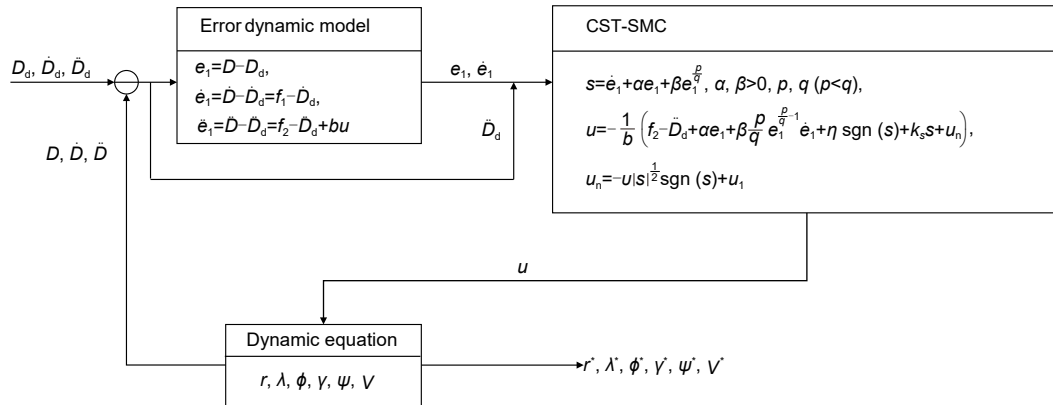 Error dynamic model
CST-SMC
D_d, Ḋ_d, D̈_d
e_1=D−D_d,
ė_1=Ḋ−Ḋ_d=f_1−Ḋ_d,
ë_1=D̈−D̈_d=f_2−D̈_d+bu
e_1, ė_1
D̈_d
s=ė_1+αe_1+βe_1^{p/q}, α, β>0, p, q (p<q),
u=−1/b (f_2−D̈_d+αe_1+β p/q e_1^{p/q−1} ė_1+η sgn (s)+k_s s+u_n),
u_n=−υ|s|^{1/2}sgn (s)+u_1
D, Ḋ, D̈
u
Dynamic equation
r, λ, ϕ, γ, ψ, V
r*, λ*, ϕ*, γ*, ψ*, V*